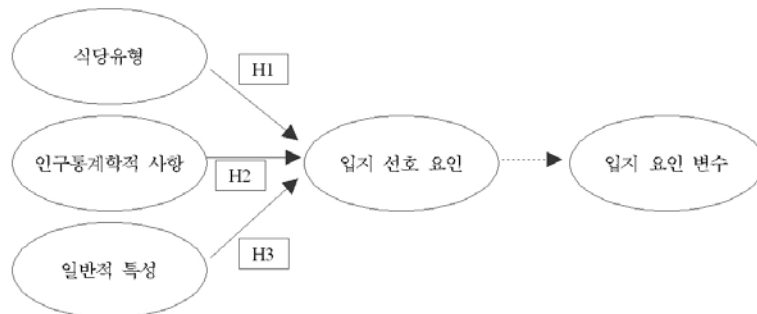 식당유형
H1
인구통계학적 사항
H2
입지 선호 요인
입지 요인 변수
H3
일반적 특성